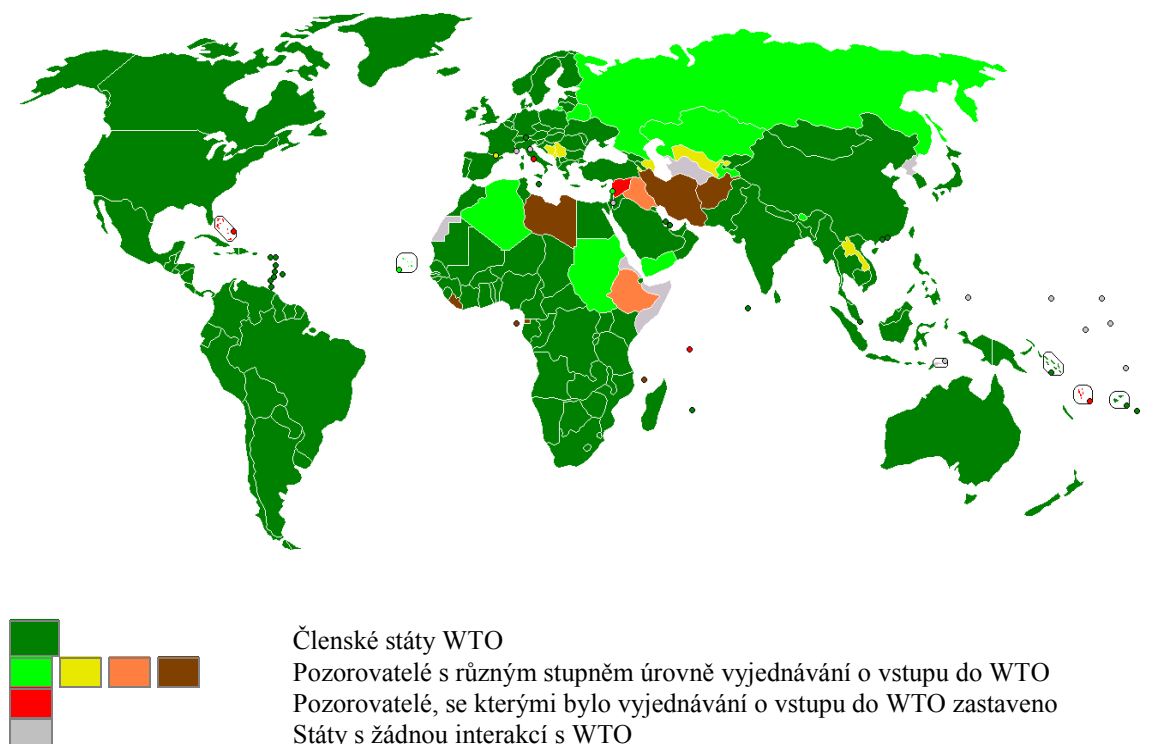 Členské státy WTO
Pozorovatelé s různým stupněm úrovně vyjednávání o vstupu do WTO
Pozorovatelé, se kterými bylo vyjednávání o vstupu do WTO zastaveno
Státy s žádnou interakcí s WTO